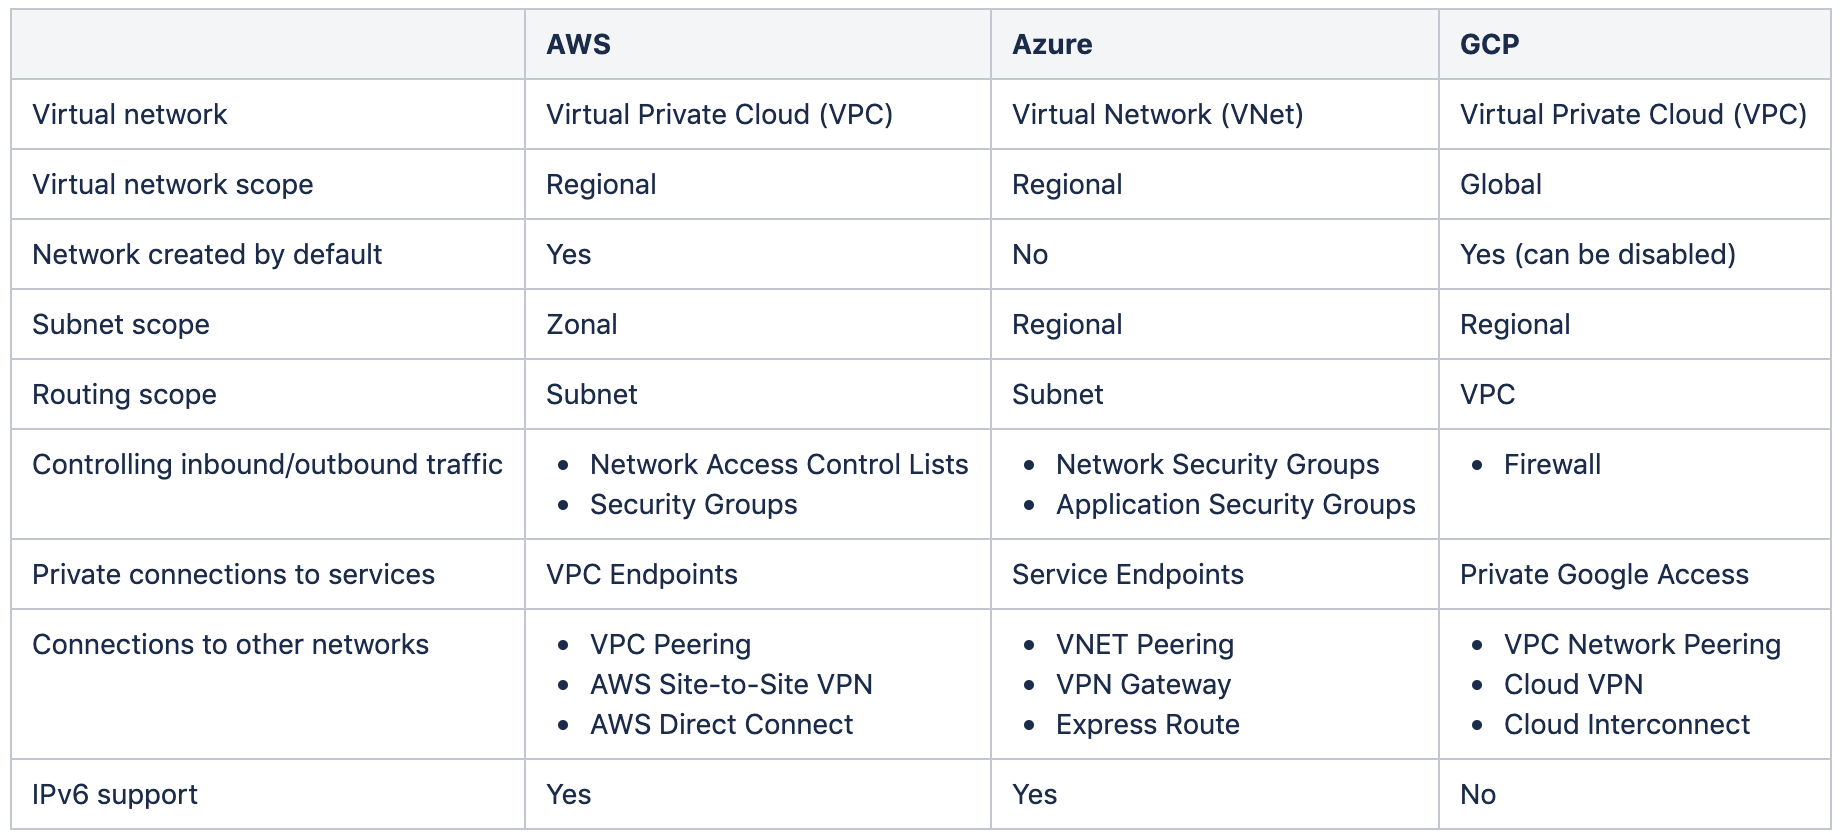 AWS Azure GCP
Virtual network Virtual Private Cloud (VPC) Virtual Network (VNet) Virtual Private Cloud (VPC)
Virtual network scope Regional Regional Global
Network created by default Yes No Yes (can be disabled)
Subnet scope Zonal Regional Regional
Routing scope Subnet Subnet VPC
Controlling inbound/outbound traffic • Network Access Control Lists • Network Security Groups • Firewall
• Security Groups • Application Security Groups
Private connections to services VPC Endpoints Service Endpoints Private Google Access
Connections to other networks • VPC Peering • VNET Peering • VPC Network Peering
• AWS Site-to-Site VPN • VPN Gateway • Cloud VPN
• AWS Direct Connect • Express Route • Cloud Interconnect
IPv6 support Yes Yes No